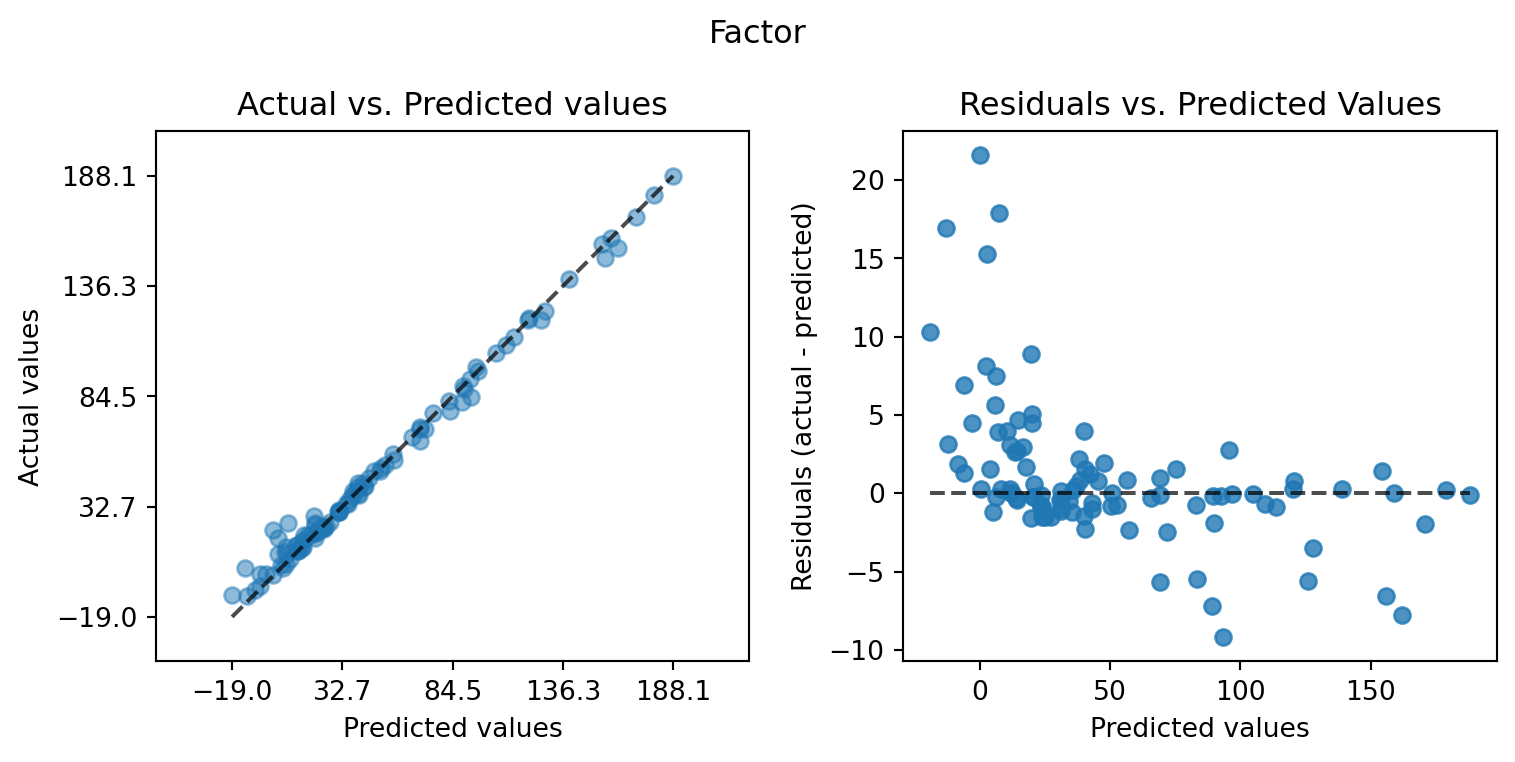 Factor
Actual vs. Predicted values
Actual values
188.1
136.3
84.5
32.7
−19.0
−19.0 32.7 84.5 136.3 188.1
Predicted values
Residuals vs. Predicted Values
Residuals (actual - predicted)
20
15
10
5
0
−5
−10
0 50 100 150
Predicted values